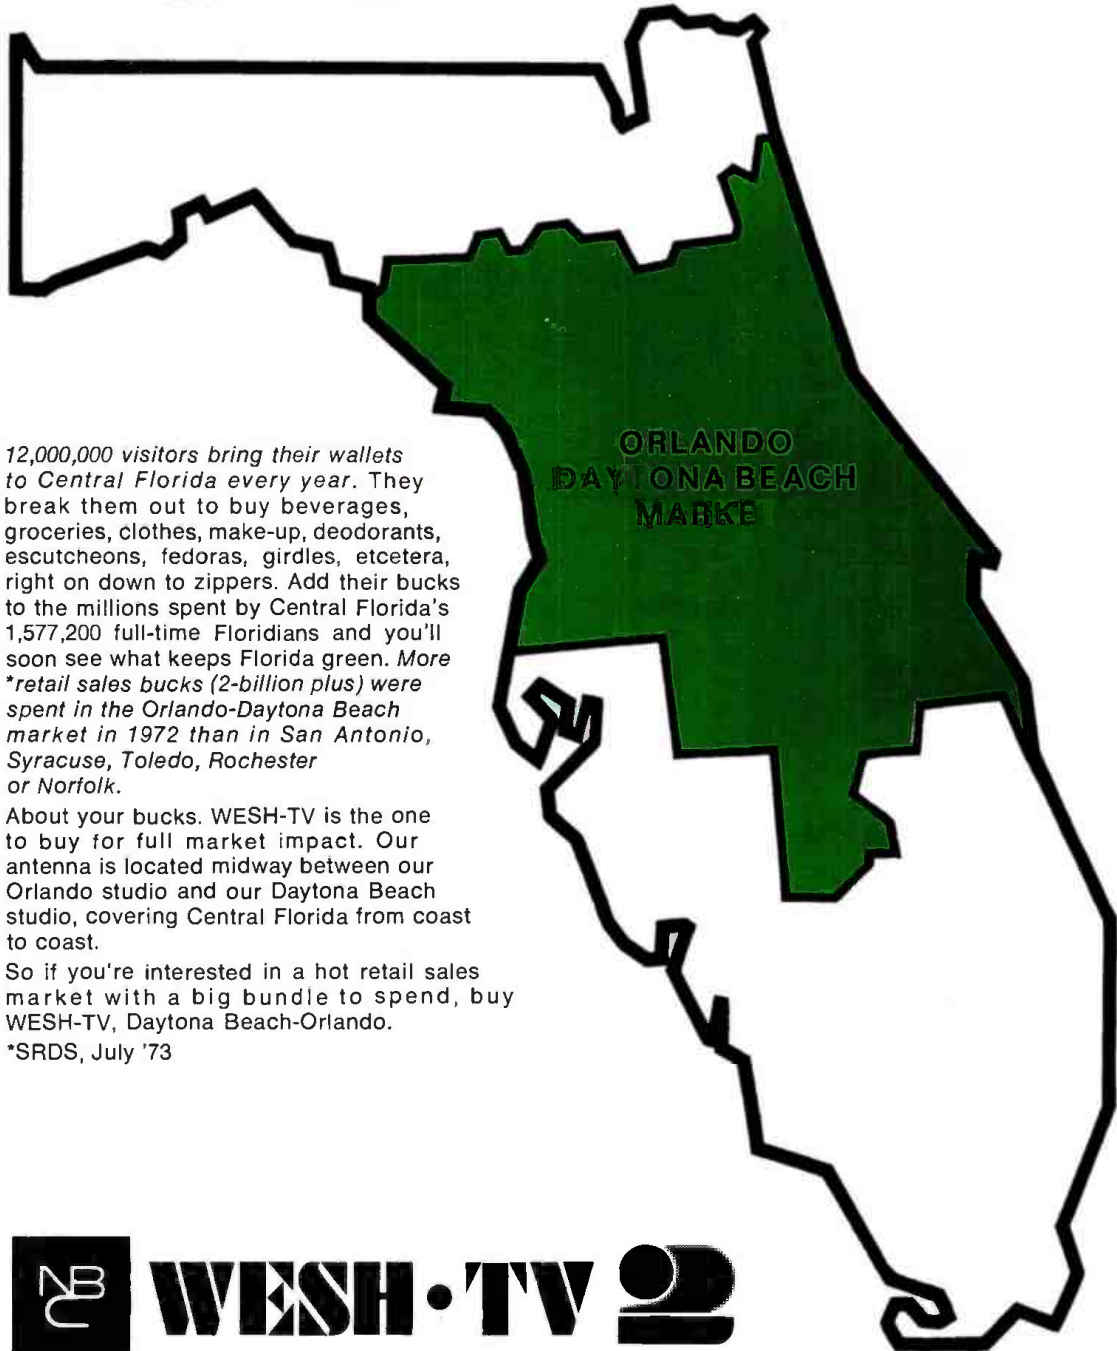 ORLANDO
DAYTONA BEACH
MARKET
12,000,000 visitors bring their wallets
to Central Florida every year. They
break them out to buy beverages,
groceries, clothes, make-up, deodorants,
escutcheons, fedoras, girdles, etcetera,
right on down to zippers. Add their bucks
to the millions spent by Central Florida's
1,577,200 full-time Floridians and you'll
soon see what keeps Florida green. More
*retail sales bucks (2-billion plus) were
spent in the Orlando-Daytona Beach
market in 1972 than in San Antonio,
Syracuse, Toledo, Rochester
or Norfolk.
About your bucks. WESH-TV is the one
to buy for full market impact. Our
antenna is located midway between our
Orlando studio and our Daytona Beach
studio, covering Central Florida from coast
to coast.
So if you're interested in a hot retail sales
market with a big bundle to spend, buy
WESH-TV, Daytona Beach-Orlando.
*SRDS, July '73
NBC
WESH•TV 2